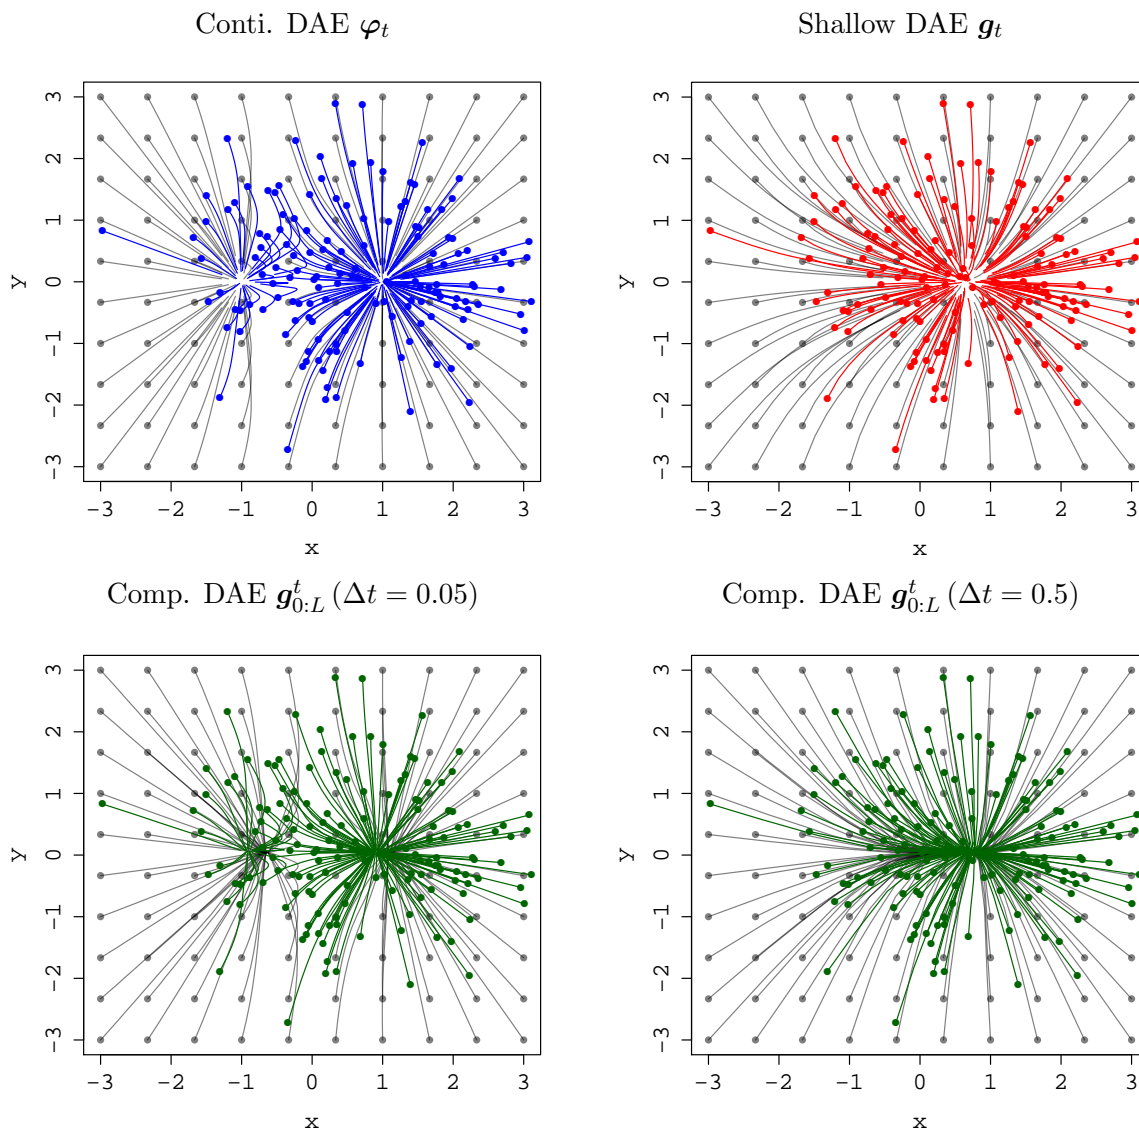 Conti. DAE φₜ
Shallow DAE gₜ
3
2
1
0
-1
-2
-3
y
-3 -2 -1 0 1 2 3
x
3
2
1
0
-1
-2
-3
y
-3 -2 -1 0 1 2 3
x
Comp. DAE g^t_{0:L} (Δt = 0.05)
Comp. DAE g^t_{0:L} (Δt = 0.5)
3
2
1
0
-1
-2
-3
y
-3 -2 -1 0 1 2 3
x
3
2
1
0
-1
-2
-3
y
-3 -2 -1 0 1 2 3
x